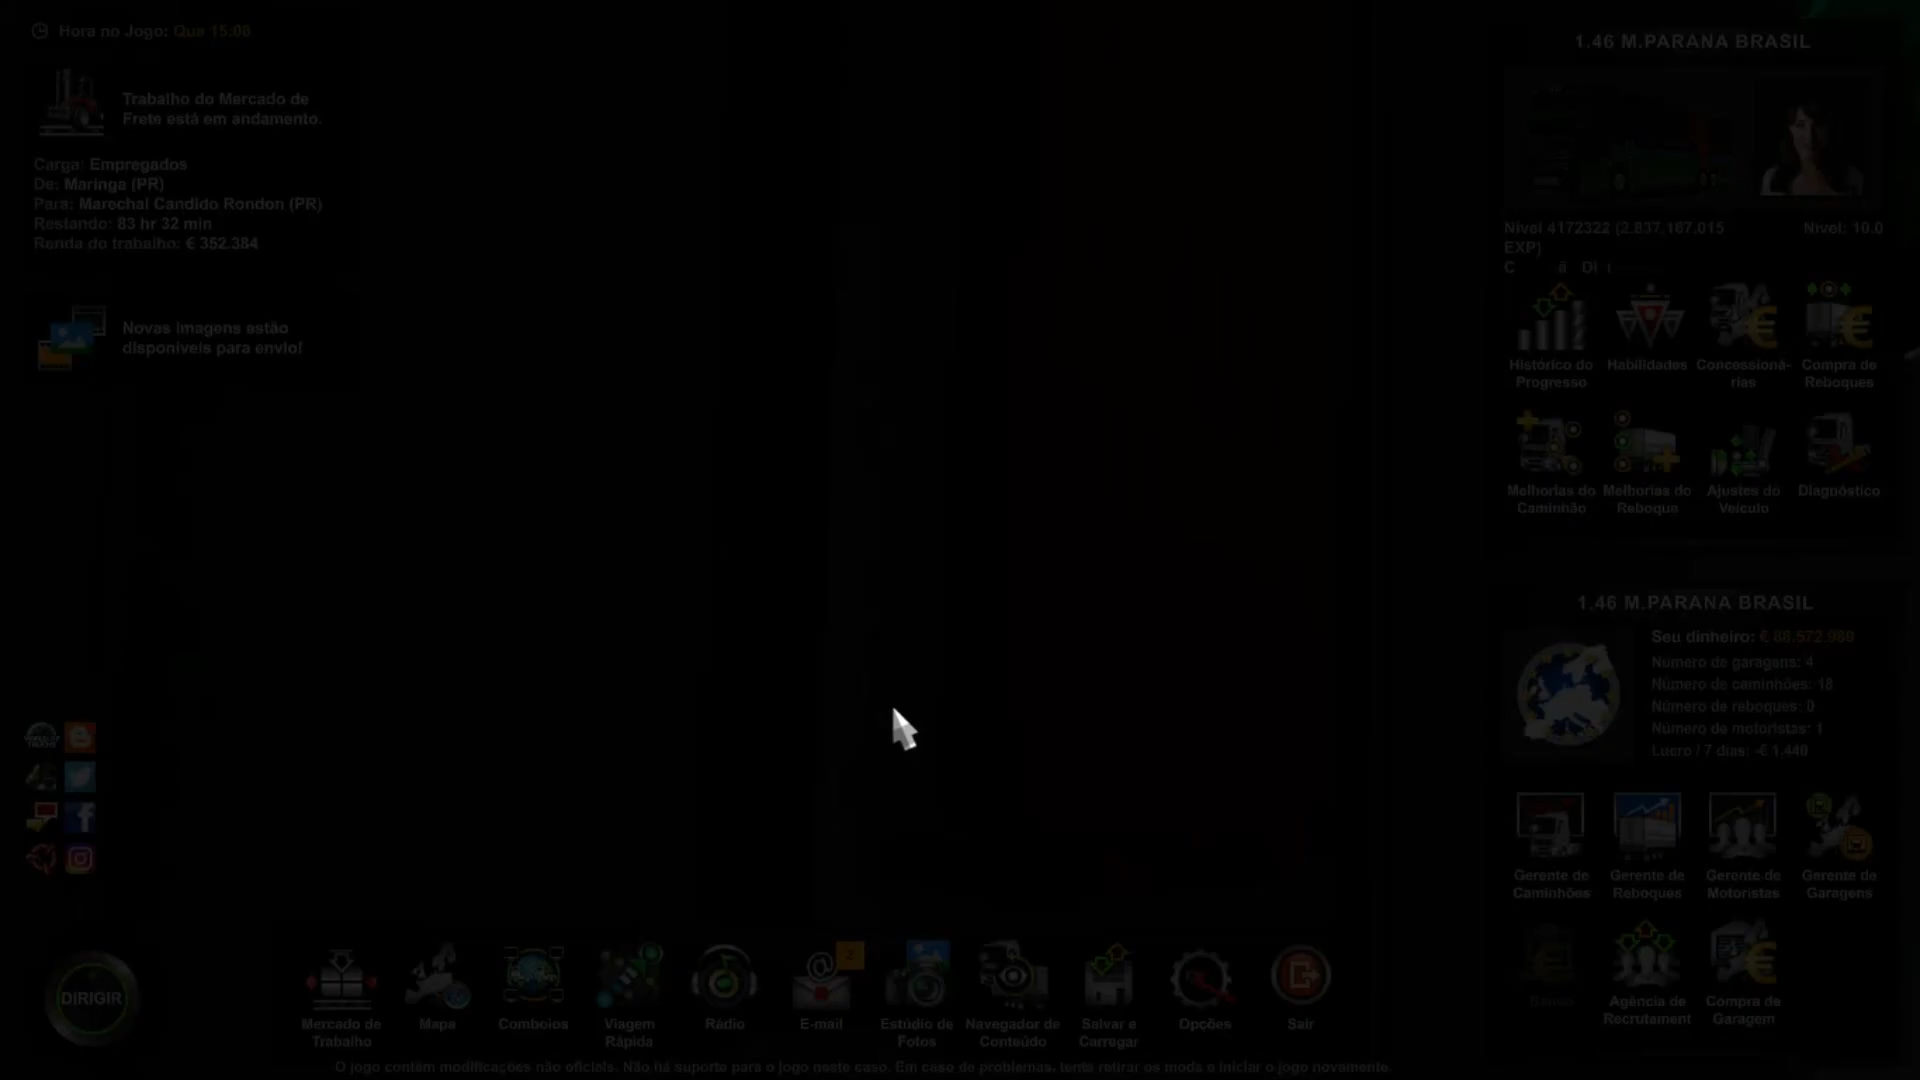 Hora no Jogo: Qua 15:08
Trabalho do Mercado de
Frete está em andamento.
Carga: Empregados
De: Maringa (PR)
Para: Marechal Candido Rondon (PR)
Restando: 83 hr 32 min
Renda do trabalho: € 352.384
Novas imagens estão
disponíveis para envio!
DIRIGIR
Mercado de
Trabalho
Mapa
Comboios
Viagem
Rápida
Rádio
2
E-mail
Estúdio de
Fotos
Navegador de
Conteúdo
Salvar e
Carregar
Opções
Sair
O jogo contém modificações não oficiais. Não há suporte para o jogo neste caso. Em caso de problemas, tente retirar os mods e iniciar o jogo novamente.
1.46 M.PARANA BRASIL
Nível 4172322 (2.837.167.015
EXP)
Nível: 10.0
Histórico do
Progresso
Habilidades
Concessioná-
rias
Compra de
Reboques
Melhorias do
Caminhão
Melhorias do
Reboque
Ajustes do
Veículo
Diagnóstico
1.46 M.PARANA BRASIL
Seu dinheiro: € 88.572.989
Número de garagens: 4
Número de caminhões: 18
Número de reboques: 0
Número de motoristas: 1
Lucro / 7 dias: -€ 1.440
Gerente de
Caminhões
Gerente de
Reboques
Gerente de
Motoristas
Gerente de
Garagens
Banco
Agência de
Recrutament
Compra de
Garagem